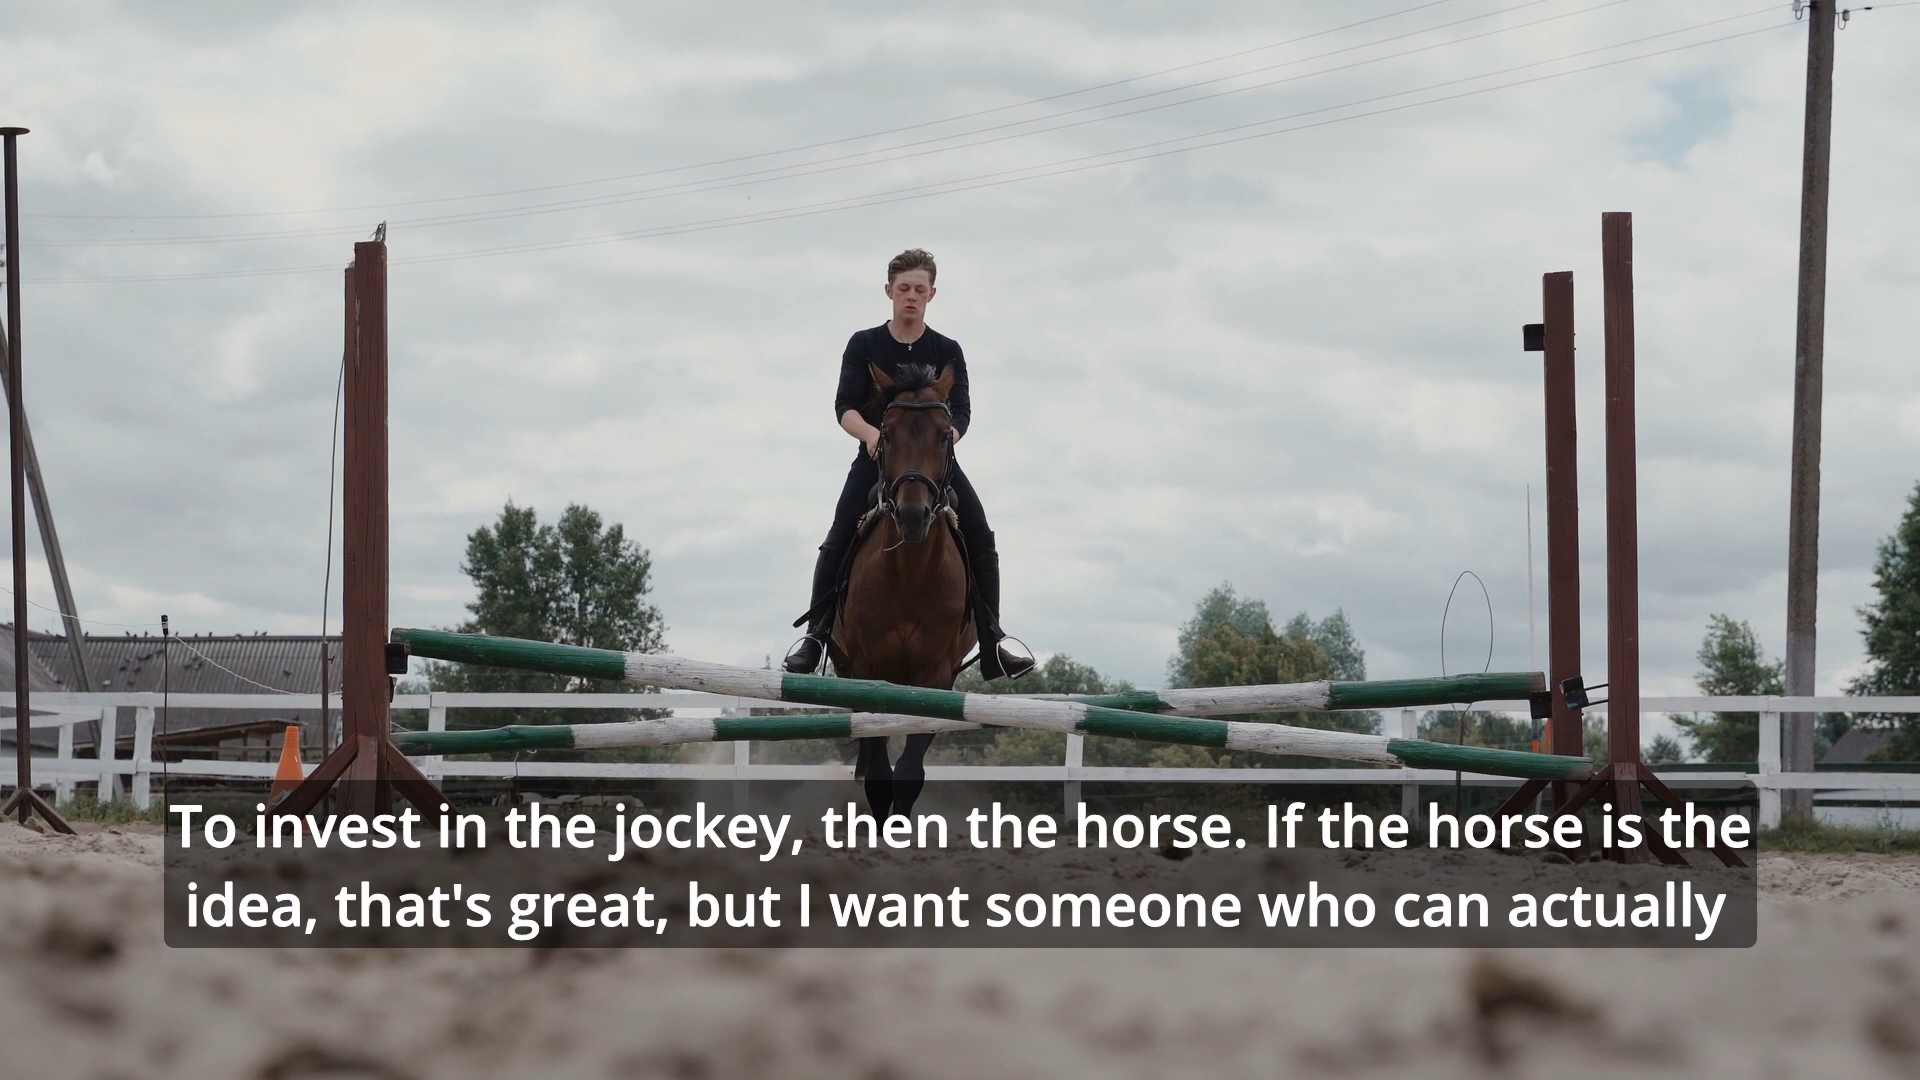 To invest in the jockey, then the horse. If the horse is the
idea, that's great, but I want someone who can actually